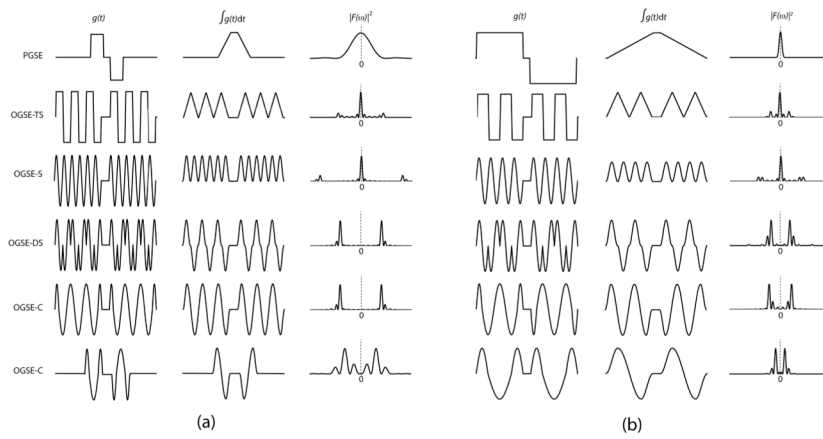 g(t) ∫g(t)dt |F(ω)|² g(t) ∫g(t)dt |F(ω)|²
PGSE
0 0
OGSE-TS
0 0
OGSE-S
0 0
OGSE-DS
0 0
OGSE-C
0 0
OGSE-C
0 0
(a) (b)